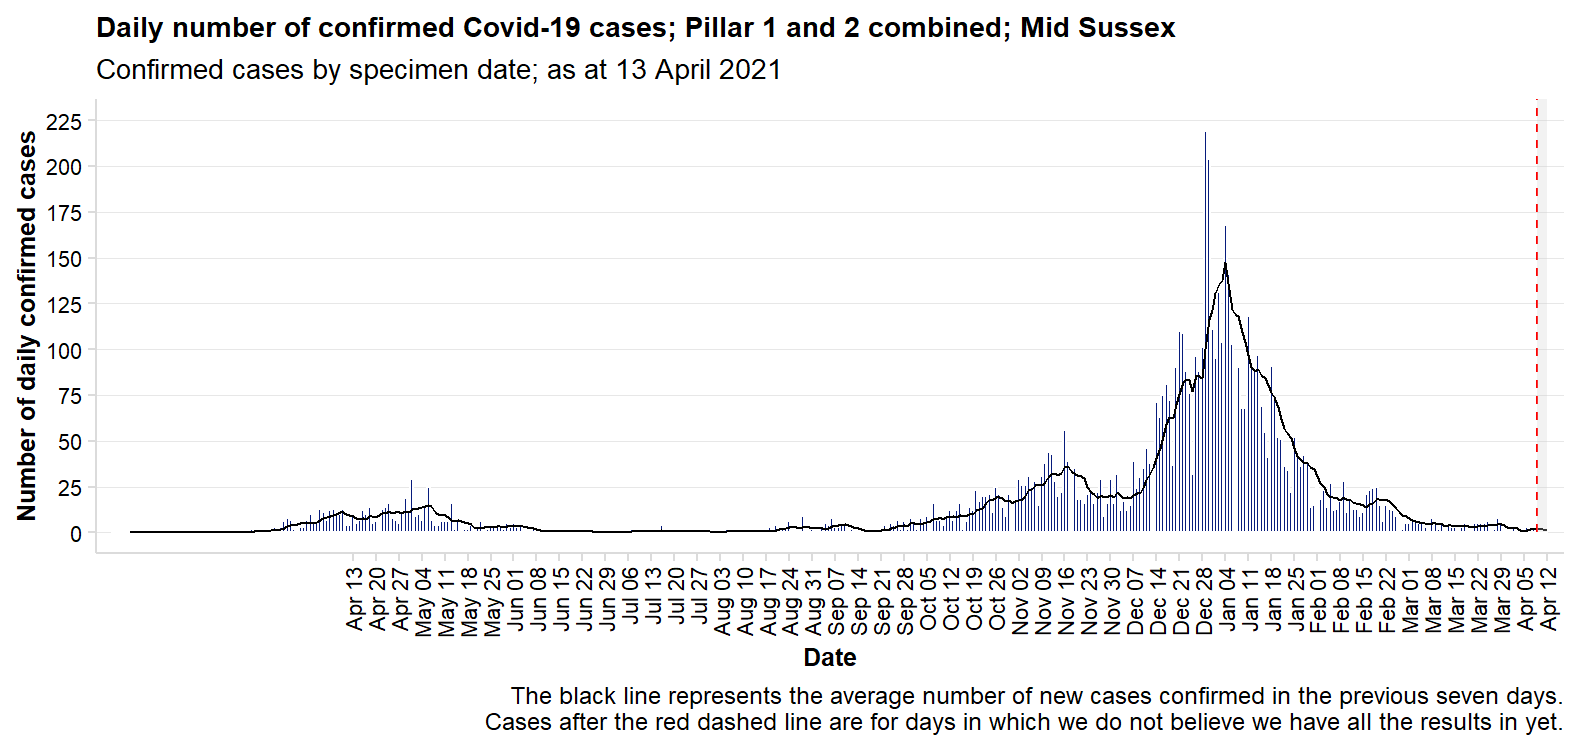 Daily number of confirmed Covid-19 cases; Pillar 1 and 2 combined; Mid Sussex
Confirmed cases by specimen date; as at 13 April 2021
Number of daily confirmed cases
225
200
175
150
125
100
75
50
25
0
Apr 13
Apr 20
Apr 27
May 04
May 11
May 18
May 25
Jun 01
Jun 08
Jun 15
Jun 22
Jun 29
Jul 06
Jul 13
Jul 20
Jul 27
Aug 03
Aug 10
Aug 17
Aug 24
Aug 31
Sep 07
Sep 14
Sep 21
Sep 28
Oct 05
Oct 12
Oct 19
Oct 26
Nov 02
Nov 09
Nov 16
Nov 23
Nov 30
Dec 07
Dec 14
Dec 21
Dec 28
Jan 04
Jan 11
Jan 18
Jan 25
Feb 01
Feb 08
Feb 15
Feb 22
Mar 01
Mar 08
Mar 15
Mar 22
Mar 29
Apr 05
Apr 12
Date
The black line represents the average number of new cases confirmed in the previous seven days.
Cases after the red dashed line are for days in which we do not believe we have all the results in yet.